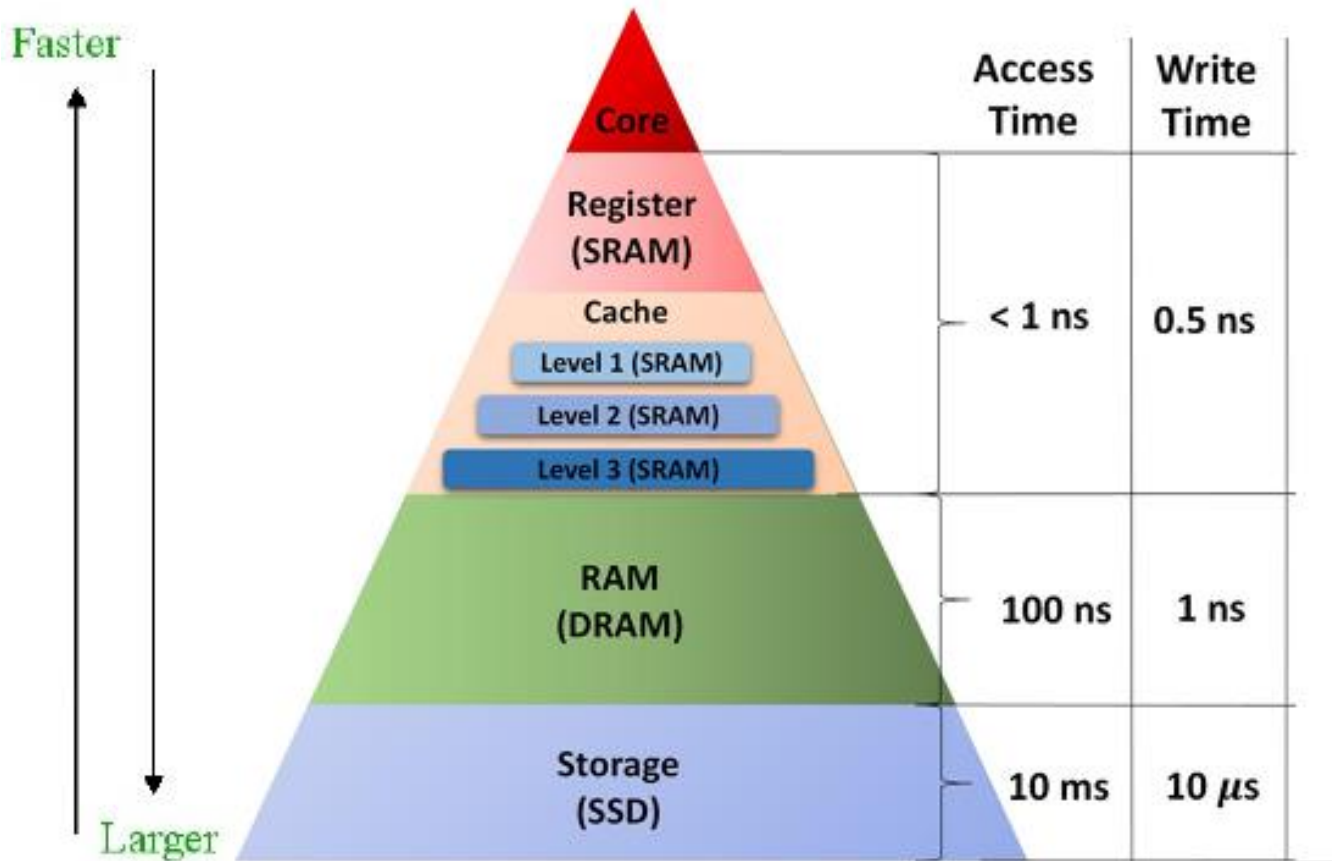 Faster
Core
Access
Time
Write
Time
Register
(SRAM)
Cache
Level 1 (SRAM)
Level 2 (SRAM)
Level 3 (SRAM)
< 1 ns
0.5 ns
RAM
(DRAM)
100 ns
1 ns
Storage
(SSD)
10 ms
10 μs
Larger